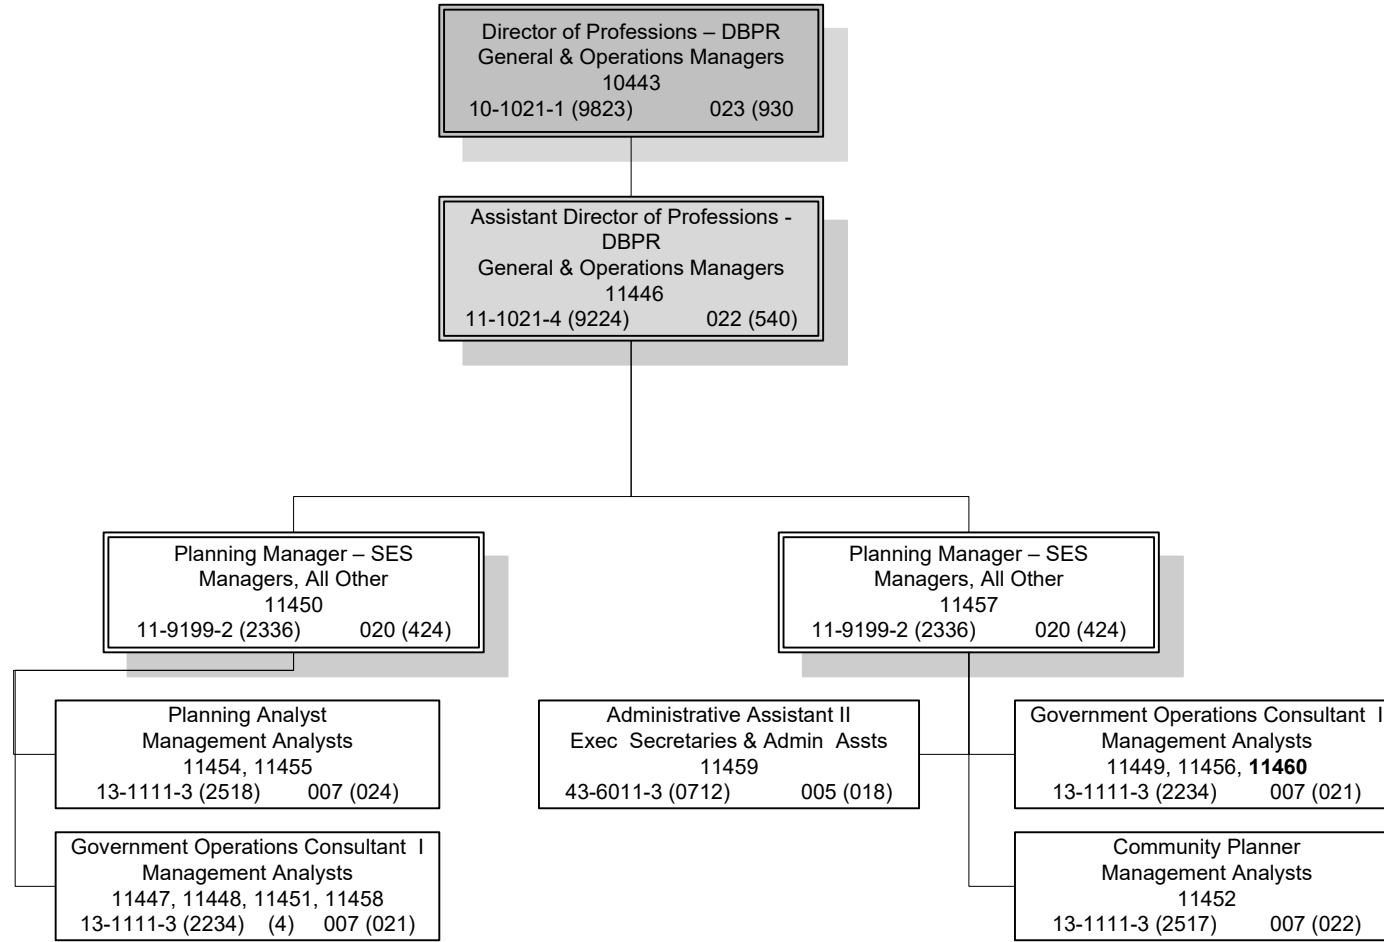 Director of Professions – DBPR
General & Operations Managers
10443
10-1021-1 (9823) 023 (930
Assistant Director of Professions -
DBPR
General & Operations Managers
11446
11-1021-4 (9224) 022 (540)
Planning Manager – SES
Managers, All Other
11450
11-9199-2 (2336) 020 (424)
Planning Manager – SES
Managers, All Other
11457
11-9199-2 (2336) 020 (424)
Planning Analyst
Management Analysts
11454, 11455
13-1111-3 (2518) 007 (024)
Administrative Assistant II
Exec Secretaries & Admin Assts
11459
43-6011-3 (0712) 005 (018)
Government Operations Consultant I
Management Analysts
11449, 11456, 11460
13-1111-3 (2234) 007 (021)
Government Operations Consultant I
Management Analysts
11447, 11448, 11451, 11458
13-1111-3 (2234) (4) 007 (021)
Community Planner
Management Analysts
11452
13-1111-3 (2517) 007 (022)